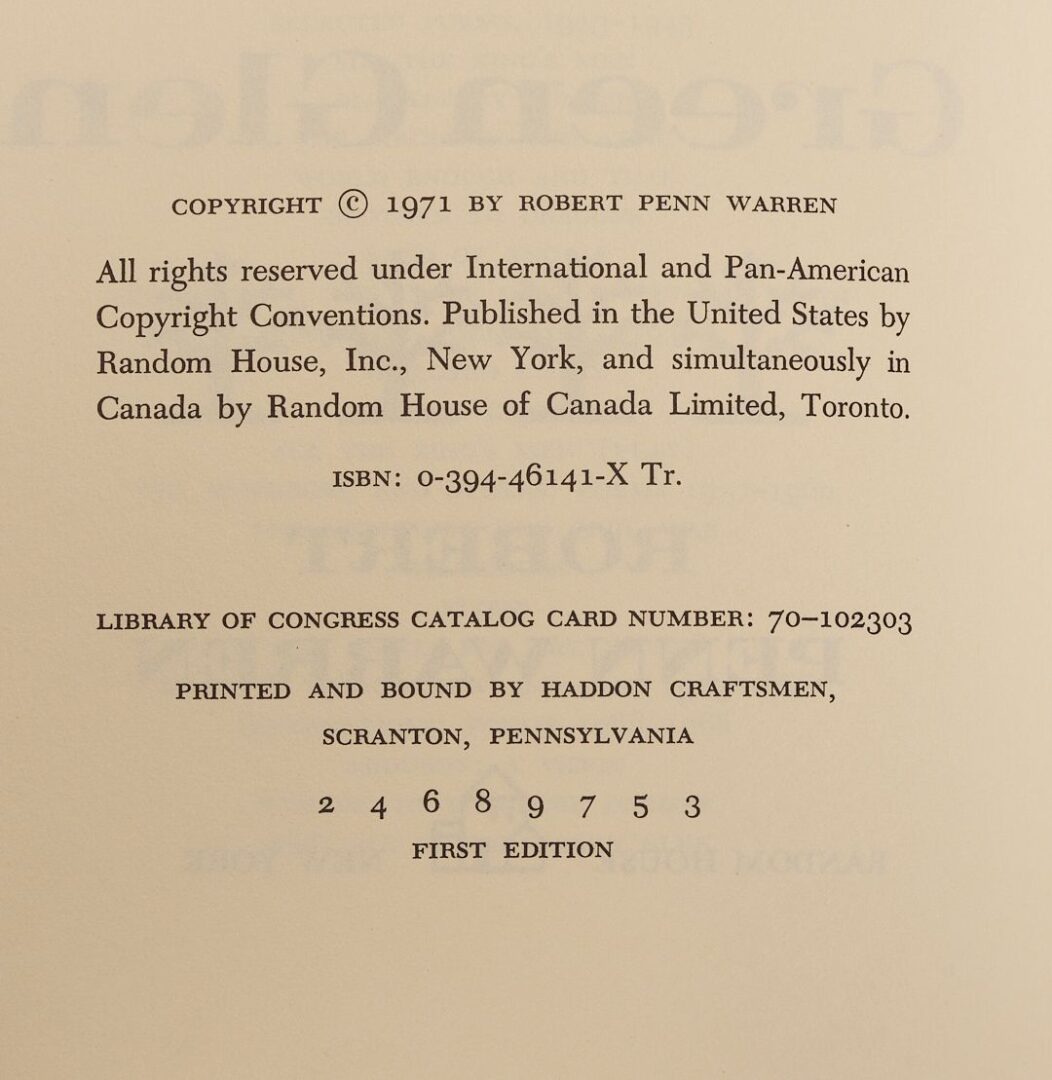 COPYRIGHT © 1971 BY ROBERT PENN WARREN
All rights reserved under International and Pan-American
Copyright Conventions. Published in the United States by
Random House, Inc., New York, and simultaneously in
Canada by Random House of Canada Limited, Toronto.
ISBN: 0-394-46141-X Tr.
LIBRARY OF CONGRESS CATALOG CARD NUMBER: 70–102303
PRINTED AND BOUND BY HADDON CRAFTSMEN,
SCRANTON, PENNSYLVANIA
2 4 6 8 9 7 5 3
FIRST EDITION